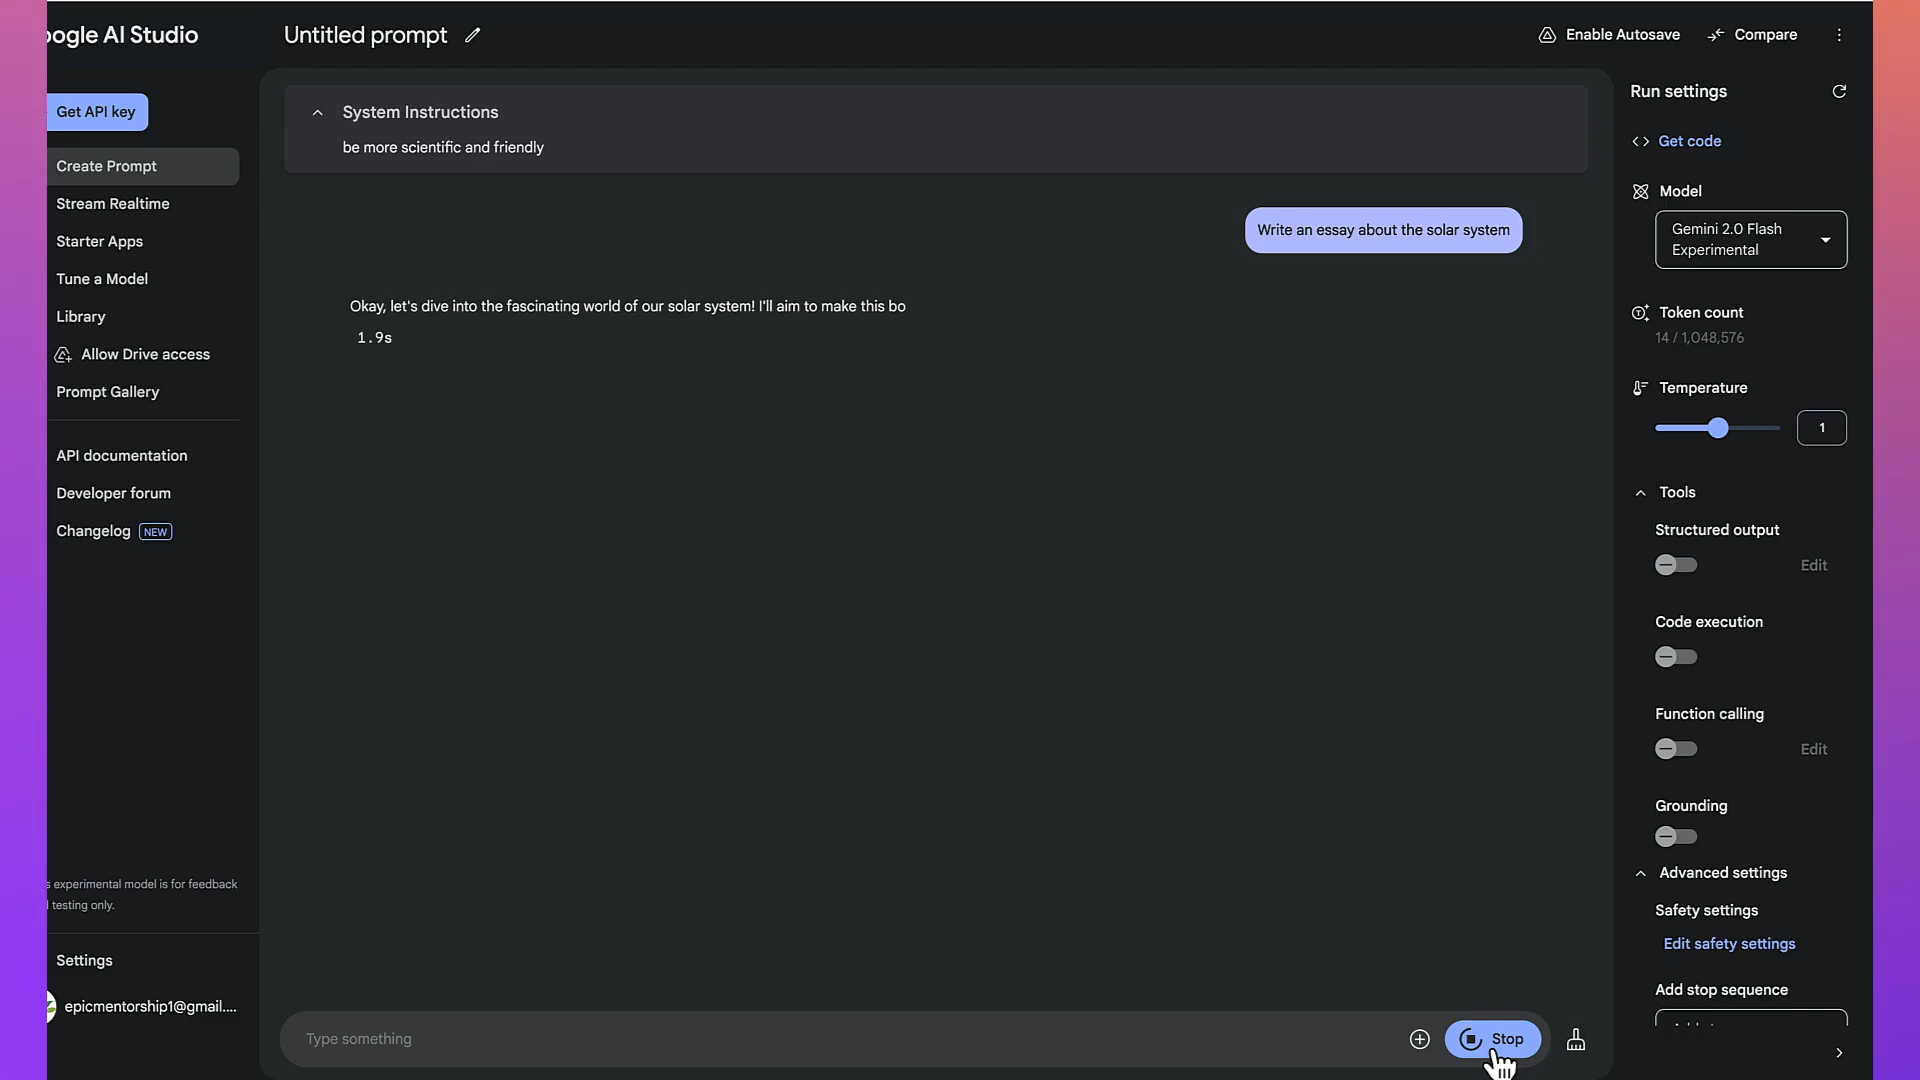 oogle AI Studio
Untitled prompt
Enable Autosave
Compare
Get API key
Create Prompt
Stream Realtime
Starter Apps
Tune a Model
Library
Allow Drive access
Prompt Gallery
API documentation
Developer forum
Changelog NEW
s experimental model is for feedback
testing only.
Settings
epicmentorship1@gmail....
System Instructions
be more scientific and friendly
Write an essay about the solar system
Okay, let's dive into the fascinating world of our solar system! I'll aim to make this bo
1.9s
Type something
Stop
Run settings
<> Get code
Model
Gemini 2.0 Flash
Experimental
Token count
14 / 1,048,576
Temperature
1
Tools
Structured output
Edit
Code execution
Function calling
Edit
Grounding
Advanced settings
Safety settings
Edit safety settings
Add stop sequence